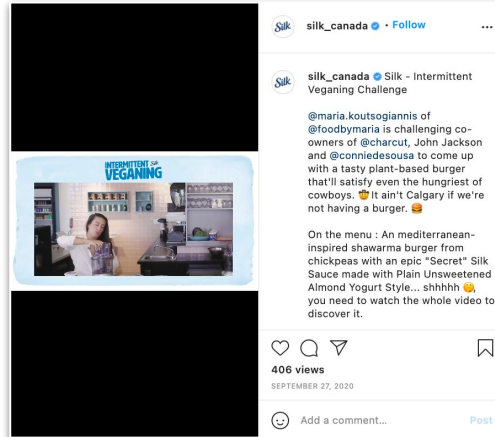 Silk
silk_canada • Follow
...
Silk
silk_canada Silk - Intermittent
Veganing Challenge
@maria.koutsogiannis of
@foodbymaria is challenging co-
owners of @charcut, John Jackson
and @conniedesousa to come up
with a tasty plant-based burger
that'll satisfy even the hungriest of
cowboys. 🤠 It ain't Calgary if we're
not having a burger. 🍔
On the menu : An mediterranean-
inspired shawarma burger from
chickpeas with an epic "Secret" Silk
Sauce made with Plain Unsweetened
Almond Yogurt Style... shhhhh 🤫,
you need to watch the whole video to
discover it.
INTERMITTENT Silk
VEGANING
406 views
SEPTEMBER 27, 2020
Add a comment...
Post